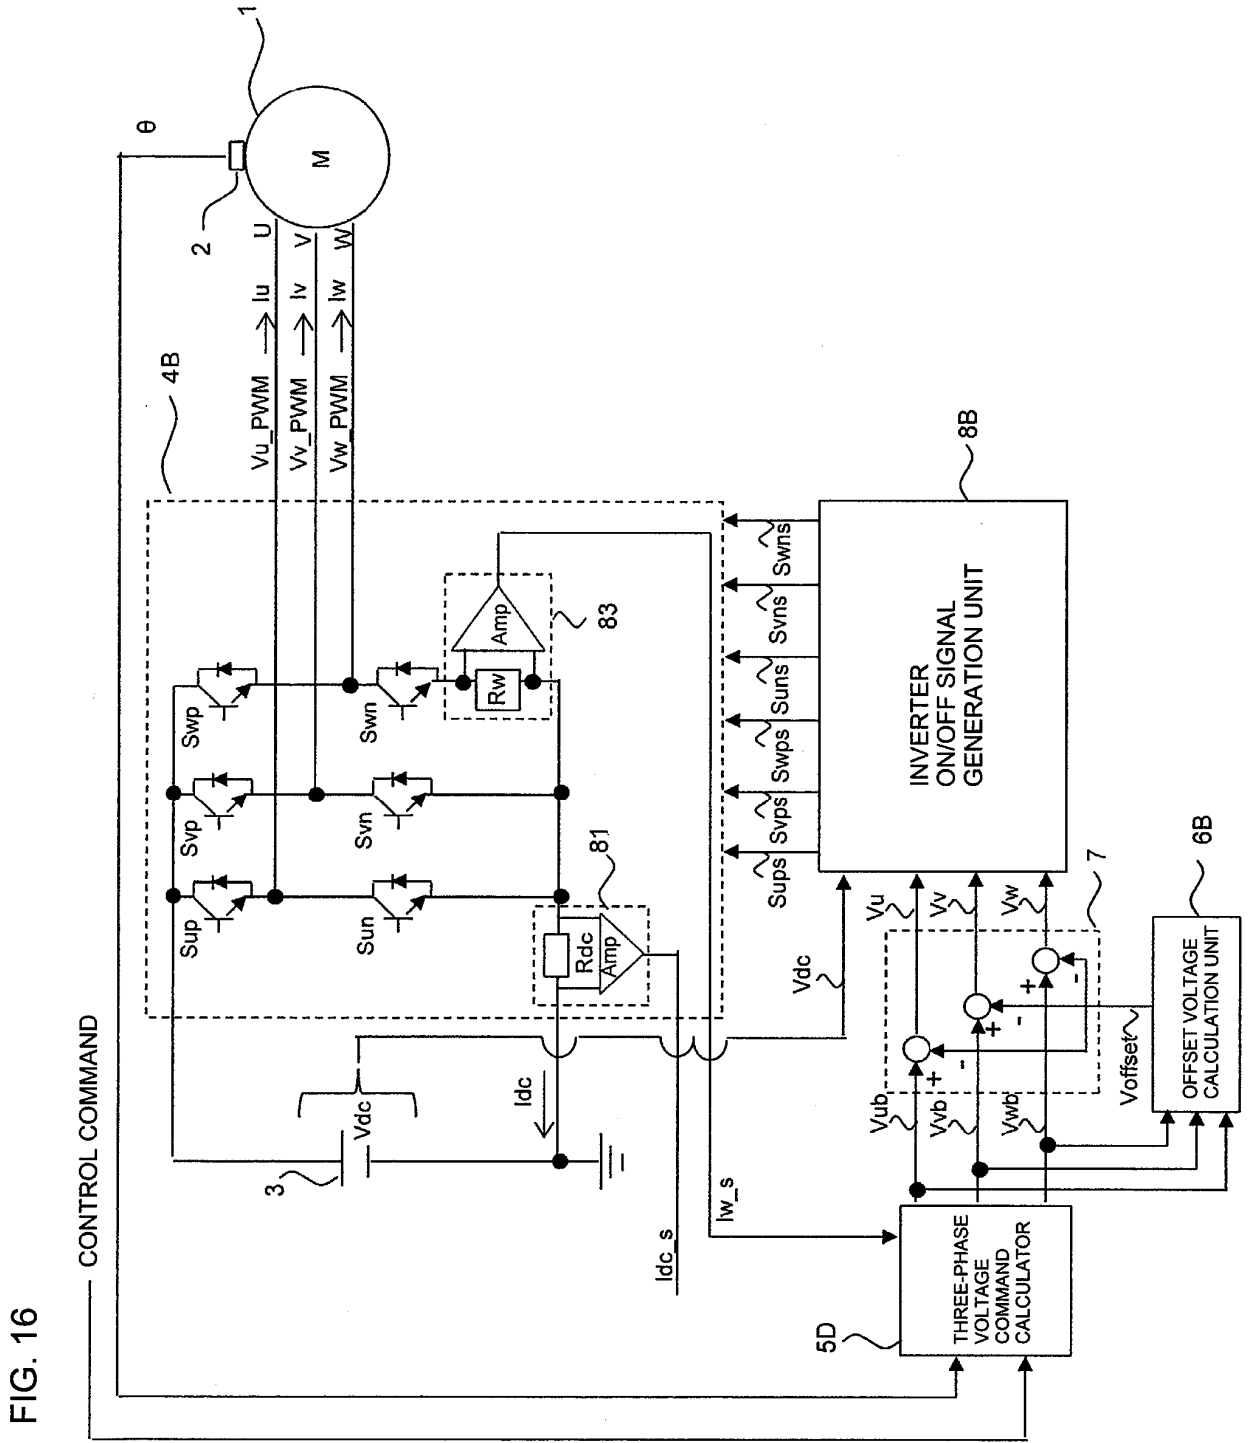 FIG. 16
CONTROL COMMAND
θ
1
2
M
U
V
W
Iu
Iv
Iw
Vu_PWM
Vv_PWM
Vw_PWM
4B
3
Vdc
Idc
Sup
Svp
Swp
Sun
Svn
Swn
Rdc
Amp
81
Rw
Amp
83
Idc_s
Iw_s
Vdc
Sups
Svps
Swps
Suns
Svns
Swns
8B
INVERTER
ON/OFF SIGNAL
GENERATION UNIT
5D
THREE-PHASE
VOLTAGE
COMMAND
CALCULATOR
Vub
Vvb
Vwb
+
-
+
-
+
-
Vu
Vv
Vw
7
Voffset
OFFSET VOLTAGE
CALCULATION UNIT
6B